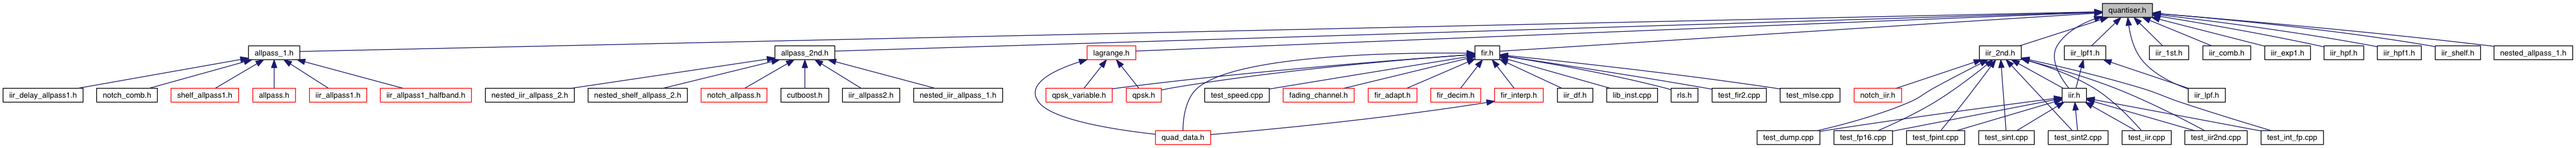 quantiser.h
allpass_1.h
allpass_2nd.h
lagrange.h
fir.h
iir_2nd.h
iir_lpf1.h
iir_1st.h
iir_comb.h
iir_exp1.h
iir_hpf.h
iir_hpf1.h
iir_shelf.h
nested_allpass_1.h
iir_delay_allpass1.h
notch_comb.h
shelf_allpass1.h
allpass.h
iir_allpass1.h
iir_allpass1_halfband.h
nested_iir_allpass_2.h
nested_shelf_allpass_2.h
notch_allpass.h
cutboost.h
iir_allpass2.h
nested_iir_allpass_1.h
qpsk_variable.h
qpsk.h
test_speed.cpp
fading_channel.h
fir_adapt.h
fir_decim.h
fir_interp.h
iir_df.h
lib_inst.cpp
rls.h
test_fir2.cpp
test_mlse.cpp
notch_iir.h
iir.h
iir_lpf.h
quad_data.h
test_dump.cpp
test_fp16.cpp
test_fpint.cpp
test_sint.cpp
test_sint2.cpp
test_iir.cpp
test_iir2nd.cpp
test_int_fp.cpp